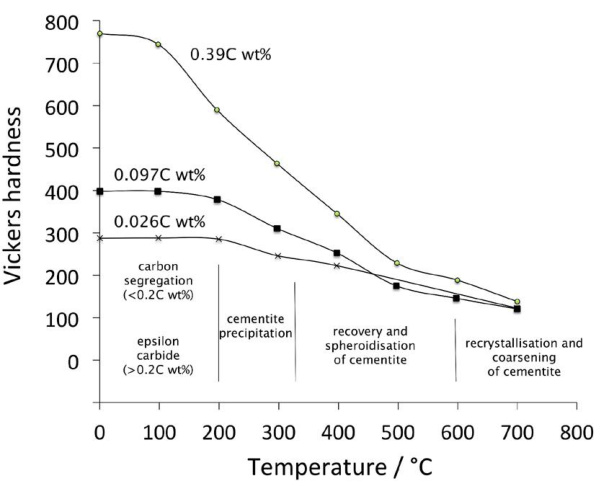 800
700
600
500
400
300
200
100
0
Vickers hardness
0.39C wt%
0.097C wt%
0.026C wt%
carbon
segregation
(<0.2C wt%)
epsilon
carbide
(>0.2C wt%)
cementite
precipitation
recovery and
spheroidisation
of cementite
recrystallisation and
coarsening
of cementite
0 100 200 300 400 500 600 700 800
Temperature / °C